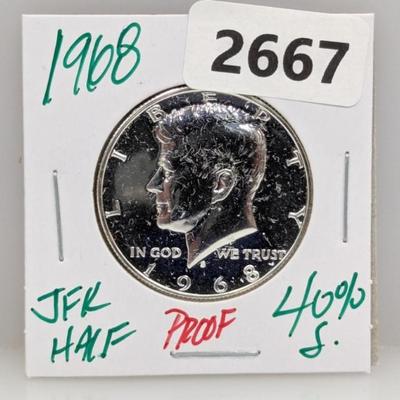 1968
2667
LIBERTY
IN GOD WE TRUST
S
1968
JFK
HALF
PROOF
40%
S.